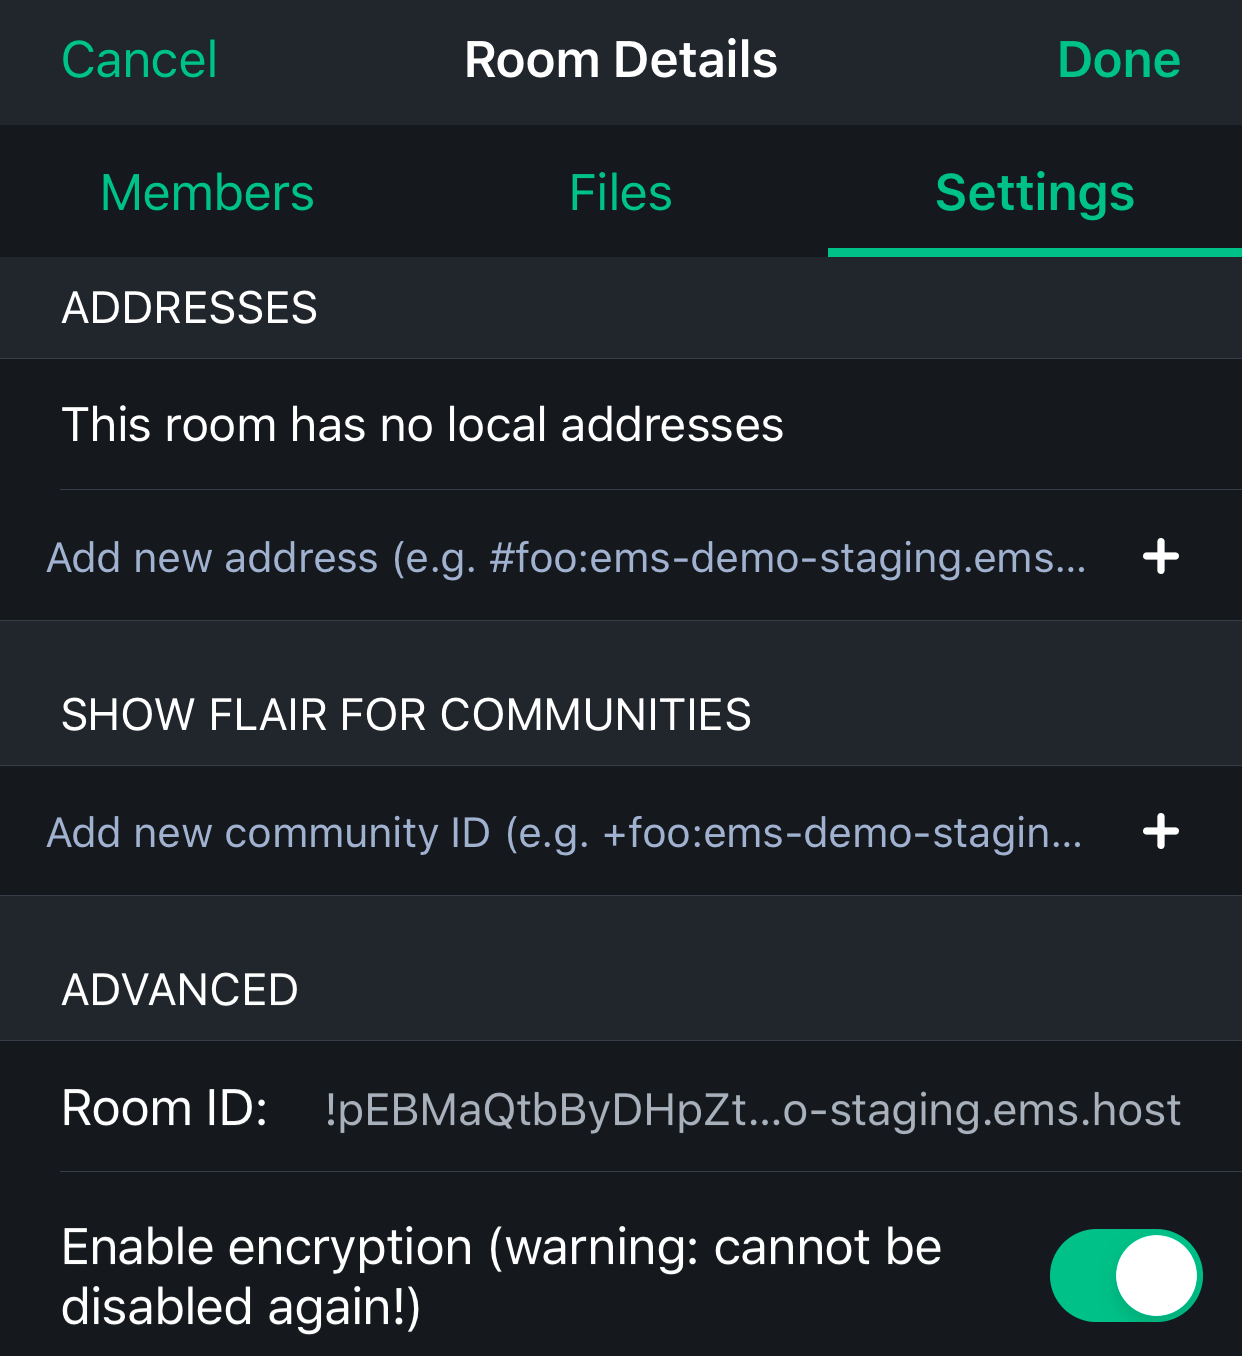 Cancel
Room Details
Done
Members
Files
Settings
ADDRESSES
This room has no local addresses
Add new address (e.g. #foo:ems-demo-staging.ems...
SHOW FLAIR FOR COMMUNITIES
Add new community ID (e.g. +foo:ems-demo-stagin...
ADVANCED
Room ID: !pEBMaQtbByDHpZt...o-staging.ems.host
Enable encryption (warning: cannot be
disabled again!)